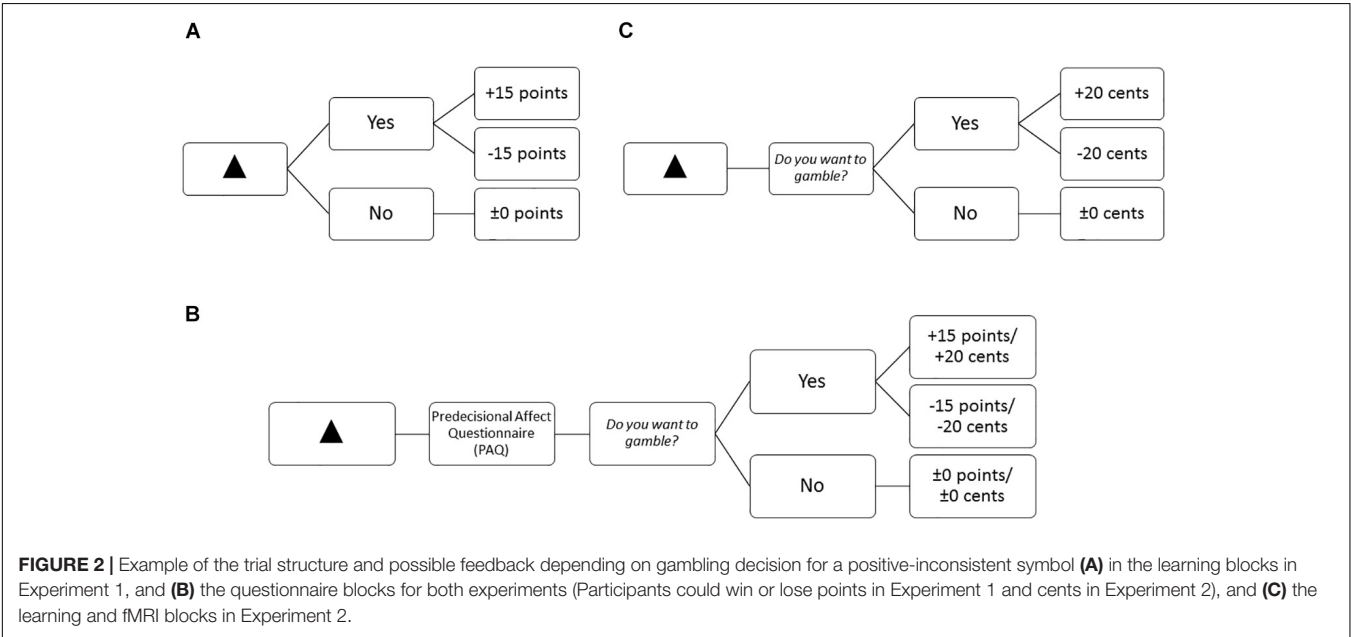 A
Yes
No
+15 points
-15 points
±0 points
C
Do you want to
gamble?
Yes
No
+20 cents
-20 cents
±0 cents
B
Predecisional Affect
Questionnaire
(PAQ)
Do you want to
gamble?
Yes
No
+15 points/
+20 cents
-15 points/
-20 cents
±0 points/
±0 cents
FIGURE 2 | Example of the trial structure and possible feedback depending on gambling decision for a positive-inconsistent symbol (A) in the learning blocks in
Experiment 1, and (B) the questionnaire blocks for both experiments (Participants could win or lose points in Experiment 1 and cents in Experiment 2), and (C) the
learning and fMRI blocks in Experiment 2.